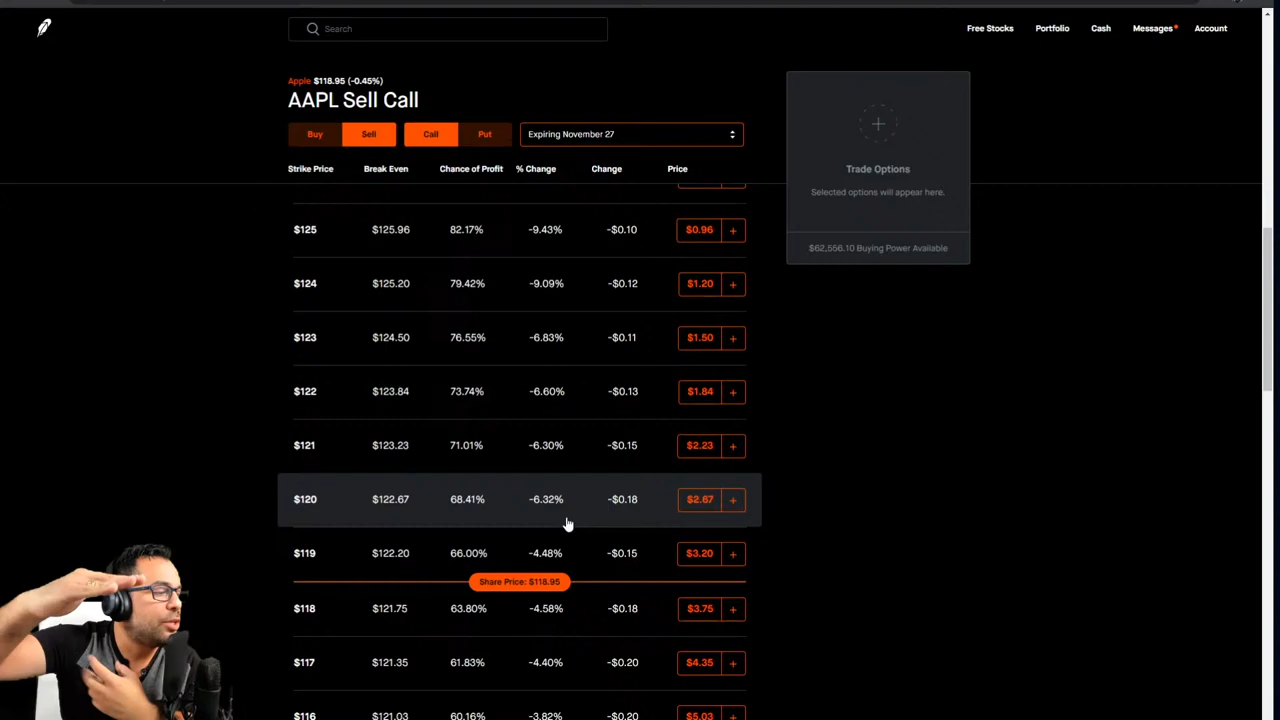 Search
Free Stocks Portfolio Cash Messages Account
Apple $118.95 (-0.45%)
AAPL Sell Call
Buy Sell Call Put Expiring November 27
Strike Price Break Even Chance of Profit % Change Change Price
$125 $125.96 82.17% -9.43% -$0.10 $0.96 +
$124 $125.20 79.42% -9.09% -$0.12 $1.20 +
$123 $124.50 76.55% -6.83% -$0.11 $1.50 +
$122 $123.84 73.74% -6.60% -$0.13 $1.84 +
$121 $123.23 71.01% -6.30% -$0.15 $2.23 +
$120 $122.67 68.41% -6.32% -$0.18 $2.67 +
$119 $122.20 66.00% -4.48% -$0.15 $3.20 +
Share Price: $118.95
$118 $121.75 63.80% -4.58% -$0.18 $3.75 +
$117 $121.35 61.83% -4.40% -$0.20 $4.35 +
$116 $121.03 60.16% -3.82% -$0.20 $5.03 +
Trade Options
Selected options will appear here.
$62,556.10 Buying Power Available